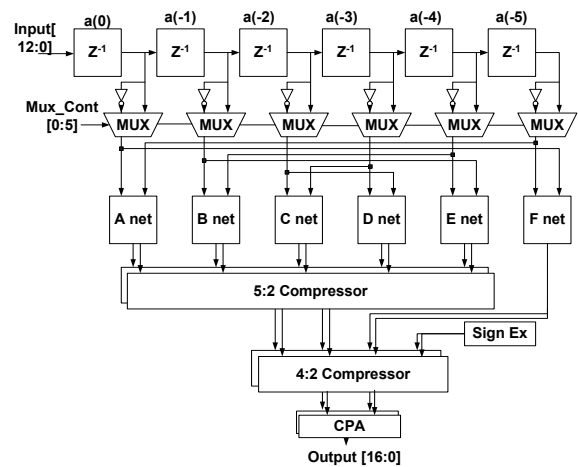 a(0) a(-1) a(-2) a(-3) a(-4) a(-5)
Input[
12:0]
Z-1 Z-1 Z-1 Z-1 Z-1 Z-1
Mux_Cont
[0:5]
MUX MUX MUX MUX MUX MUX
A net B net C net D net E net F net
5:2 Compressor
Sign Ex
4:2 Compressor
CPA
Output [16:0]